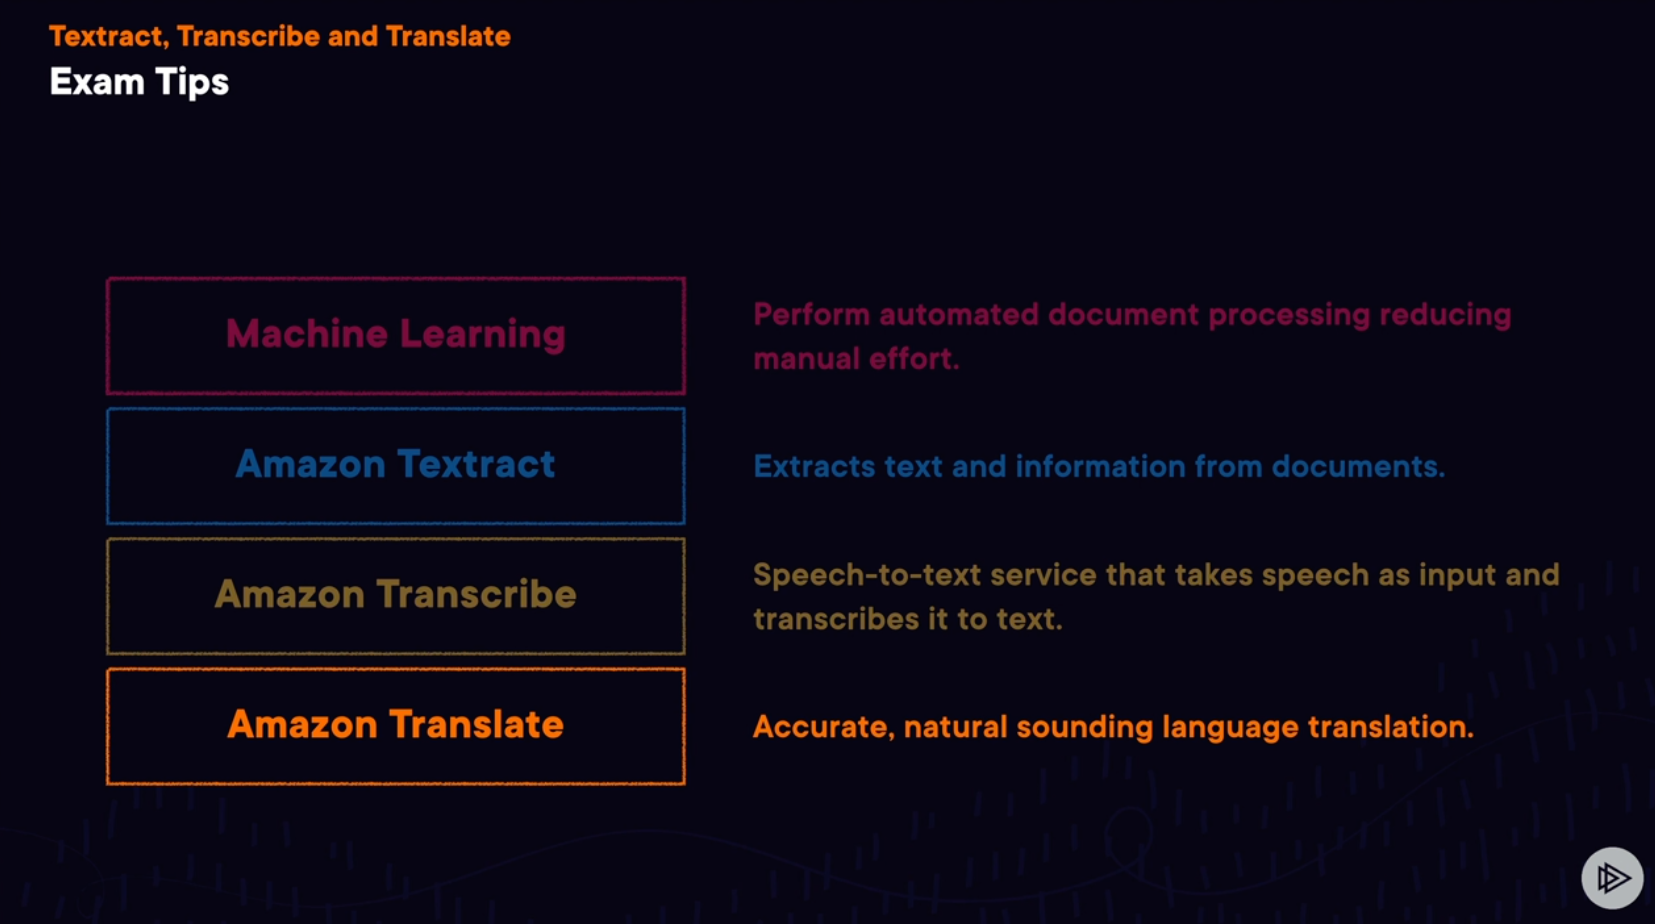 Textract, Transcribe and Translate
Exam Tips
Machine Learning
Perform automated document processing reducing
manual effort.
Amazon Textract
Extracts text and information from documents.
Amazon Transcribe
Speech-to-text service that takes speech as input and
transcribes it to text.
Amazon Translate
Accurate, natural sounding language translation.